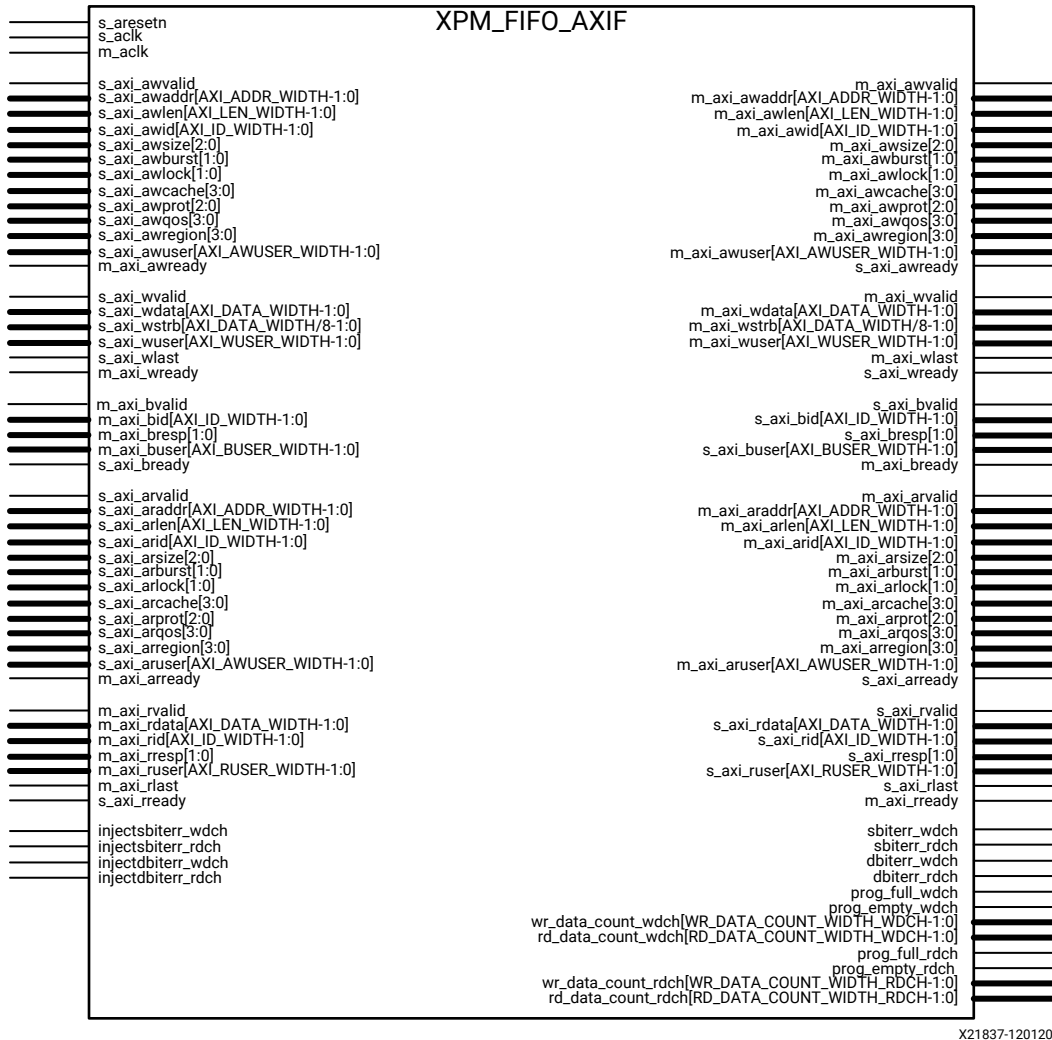 XPM_FIFO_AXIF
s_aresetn
s_aclk
m_aclk
s_axi_awvalid
s_axi_awaddr[AXI_ADDR_WIDTH-1:0]
s_axi_awlen[AXI_LEN_WIDTH-1:0]
s_axi_awid[AXI_ID_WIDTH-1:0]
s_axi_awsize[2:0]
s_axi_awburst[1:0]
s_axi_awlock[1:0]
s_axi_awcache[3:0]
s_axi_awprot[2:0]
s_axi_awqos[3:0]
s_axi_awregion[3:0]
s_axi_awuser[AXI_AWUSER_WIDTH-1:0]
m_axi_awready
s_axi_wvalid
s_axi_wdata[AXI_DATA_WIDTH-1:0]
s_axi_wstrb[AXI_DATA_WIDTH/8-1:0]
s_axi_wuser[AXI_WUSER_WIDTH-1:0]
s_axi_wlast
m_axi_wready
m_axi_bvalid
m_axi_bid[AXI_ID_WIDTH-1:0]
m_axi_bresp[1:0]
m_axi_buser[AXI_BUSER_WIDTH-1:0]
s_axi_bready
s_axi_arvalid
s_axi_araddr[AXI_ADDR_WIDTH-1:0]
s_axi_arlen[AXI_LEN_WIDTH-1:0]
s_axi_arid[AXI_ID_WIDTH-1:0]
s_axi_arsize[2:0]
s_axi_arburst[1:0]
s_axi_arlock[1:0]
s_axi_arcache[3:0]
s_axi_arprot[2:0]
s_axi_arqos[3:0]
s_axi_arregion[3:0]
s_axi_aruser[AXI_AWUSER_WIDTH-1:0]
m_axi_arready
m_axi_rvalid
m_axi_rdata[AXI_DATA_WIDTH-1:0]
m_axi_rid[AXI_ID_WIDTH-1:0]
m_axi_rresp[1:0]
m_axi_ruser[AXI_RUSER_WIDTH-1:0]
m_axi_rlast
s_axi_rready
injectsbiterr_wdch
injectsbiterr_rdch
injectdbiterr_wdch
injectdbiterr_rdch
m_axi_awvalid
m_axi_awaddr[AXI_ADDR_WIDTH-1:0]
m_axi_awlen[AXI_LEN_WIDTH-1:0]
m_axi_awid[AXI_ID_WIDTH-1:0]
m_axi_awsize[2:0]
m_axi_awburst[1:0]
m_axi_awlock[1:0]
m_axi_awcache[3:0]
m_axi_awprot[2:0]
m_axi_awqos[3:0]
m_axi_awregion[3:0]
m_axi_awuser[AXI_AWUSER_WIDTH-1:0]
s_axi_awready
m_axi_wvalid
m_axi_wdata[AXI_DATA_WIDTH-1:0]
m_axi_wstrb[AXI_DATA_WIDTH/8-1:0]
m_axi_wuser[AXI_WUSER_WIDTH-1:0]
m_axi_wlast
s_axi_wready
s_axi_bvalid
s_axi_bid[AXI_ID_WIDTH-1:0]
s_axi_bresp[1:0]
s_axi_buser[AXI_BUSER_WIDTH-1:0]
m_axi_bready
m_axi_arvalid
m_axi_araddr[AXI_ADDR_WIDTH-1:0]
m_axi_arlen[AXI_LEN_WIDTH-1:0]
m_axi_arid[AXI_ID_WIDTH-1:0]
m_axi_arsize[2:0]
m_axi_arburst[1:0]
m_axi_arlock[1:0]
m_axi_arcache[3:0]
m_axi_arprot[2:0]
m_axi_arqos[3:0]
m_axi_arregion[3:0]
m_axi_aruser[AXI_AWUSER_WIDTH-1:0]
s_axi_arready
s_axi_rvalid
s_axi_rdata[AXI_DATA_WIDTH-1:0]
s_axi_rid[AXI_ID_WIDTH-1:0]
s_axi_rresp[1:0]
s_axi_ruser[AXI_RUSER_WIDTH-1:0]
s_axi_rlast
m_axi_rready
sbiterr_wdch
sbiterr_rdch
dbiterr_wdch
dbiterr_rdch
prog_full_wdch
prog_empty_wdch
wr_data_count_wdch[WR_DATA_COUNT_WIDTH_WDCH-1:0]
rd_data_count_wdch[RD_DATA_COUNT_WIDTH_WDCH-1:0]
prog_full_rdch
prog_empty_rdch
wr_data_count_rdch[WR_DATA_COUNT_WIDTH_RDCH-1:0]
rd_data_count_rdch[RD_DATA_COUNT_WIDTH_RDCH-1:0]
X21837-120120